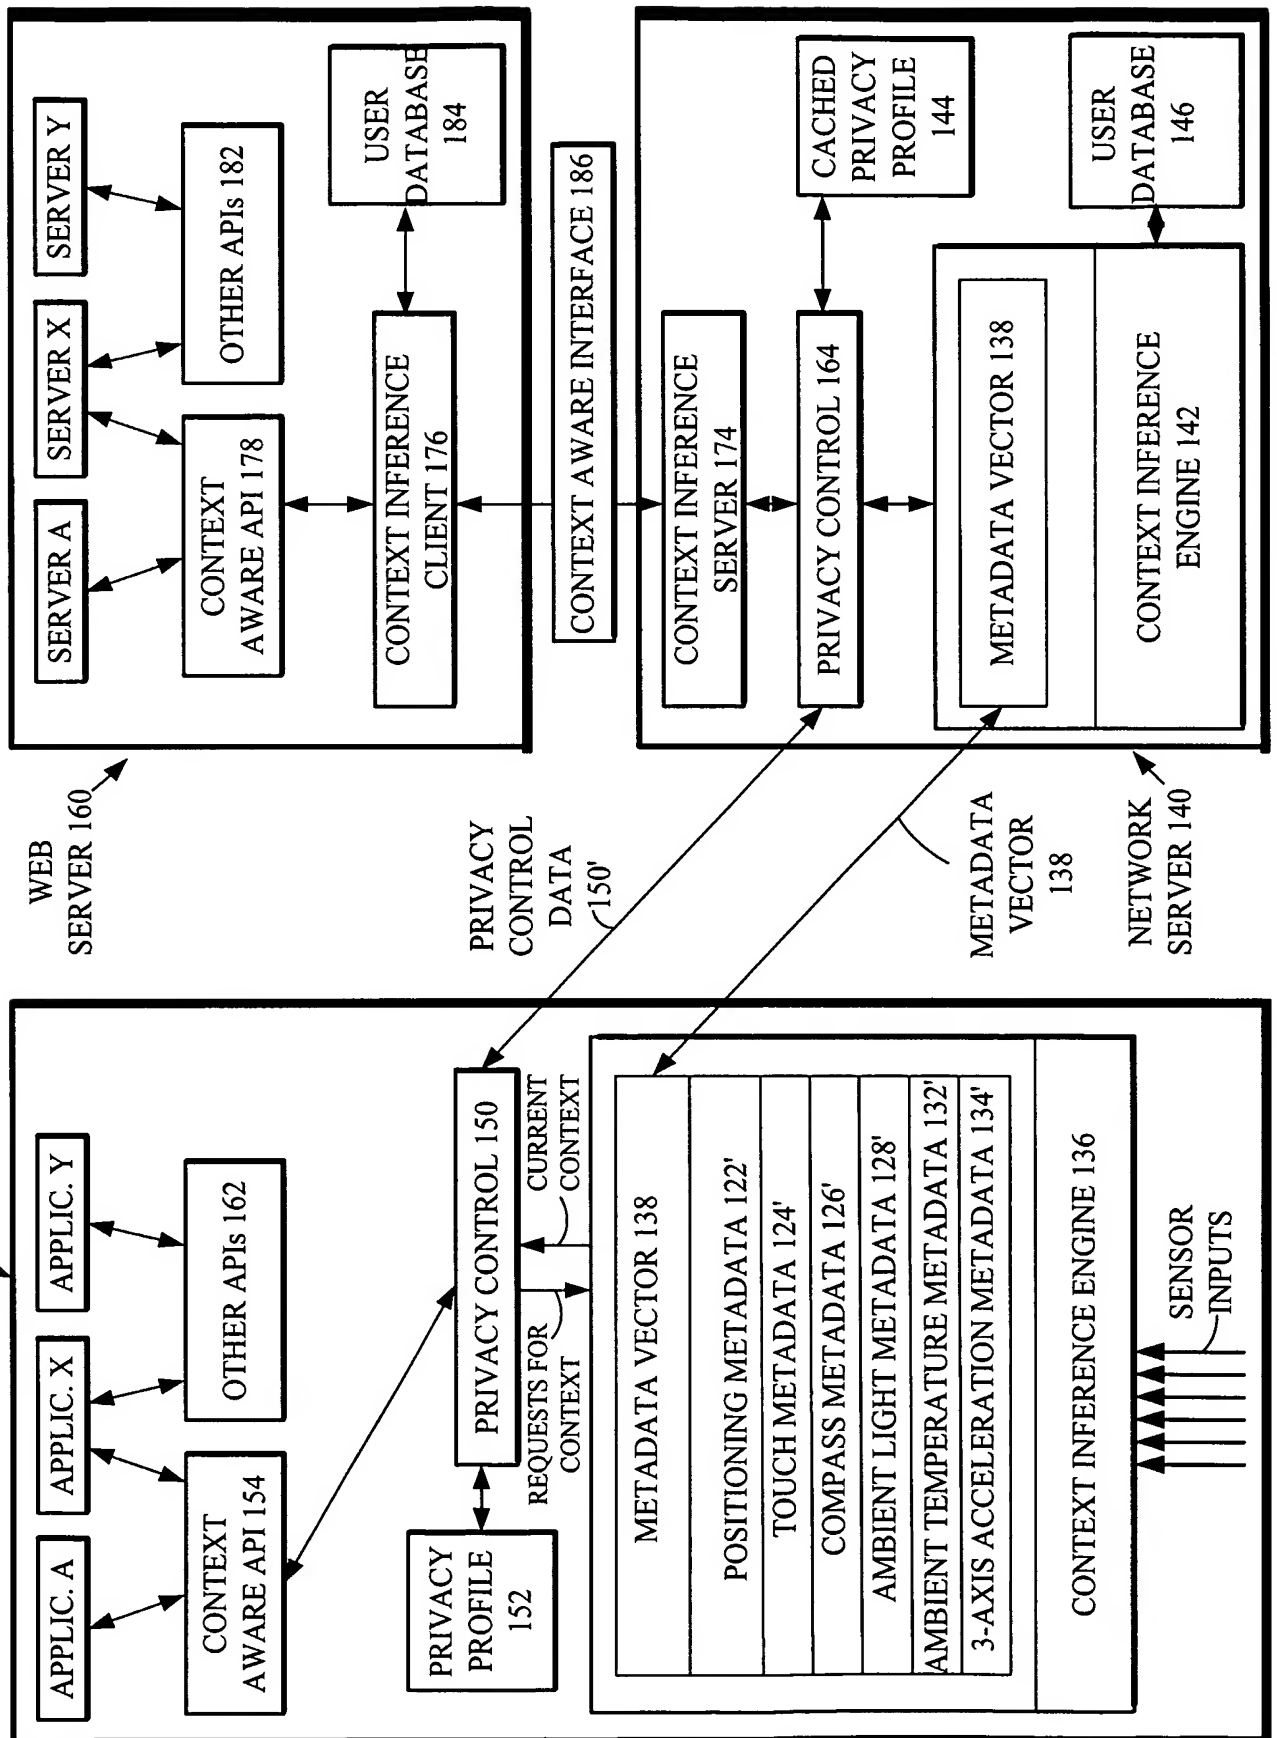 APPLIC. A
APPLIC. X
APPLIC. Y
CONTEXT
AWARE API 154
OTHER APIs 162
PRIVACY
PROFILE
152
PRIVACY CONTROL 150
REQUESTS FOR
CONTEXT
CURRENT
CONTEXT
METADATA VECTOR 138
POSITIONING METADATA 122'
TOUCH METADATA 124'
COMPASS METADATA 126'
AMBIENT LIGHT METADATA 128'
AMBIENT TEMPERATURE METADATA 132'
3-AXIS ACCELERATION METADATA 134'
CONTEXT INFERENCE ENGINE 136
SENSOR
INPUTS
WEB
SERVER 160
PRIVACY
CONTROL
DATA
150'
METADATA
VECTOR
138
NETWORK
SERVER 140
SERVER A
SERVER X
SERVER Y
CONTEXT
AWARE API 178
OTHER APIs 182
CONTEXT INFERENCE
CLIENT 176
USER
DATABASE
184
CONTEXT AWARE INTERFACE 186
CONTEXT INFERENCE
SERVER 174
PRIVACY CONTROL 164
CACHED
PRIVACY
PROFILE
144
METADATA VECTOR 138
CONTEXT INFERENCE
ENGINE 142
USER
DATABASE
146